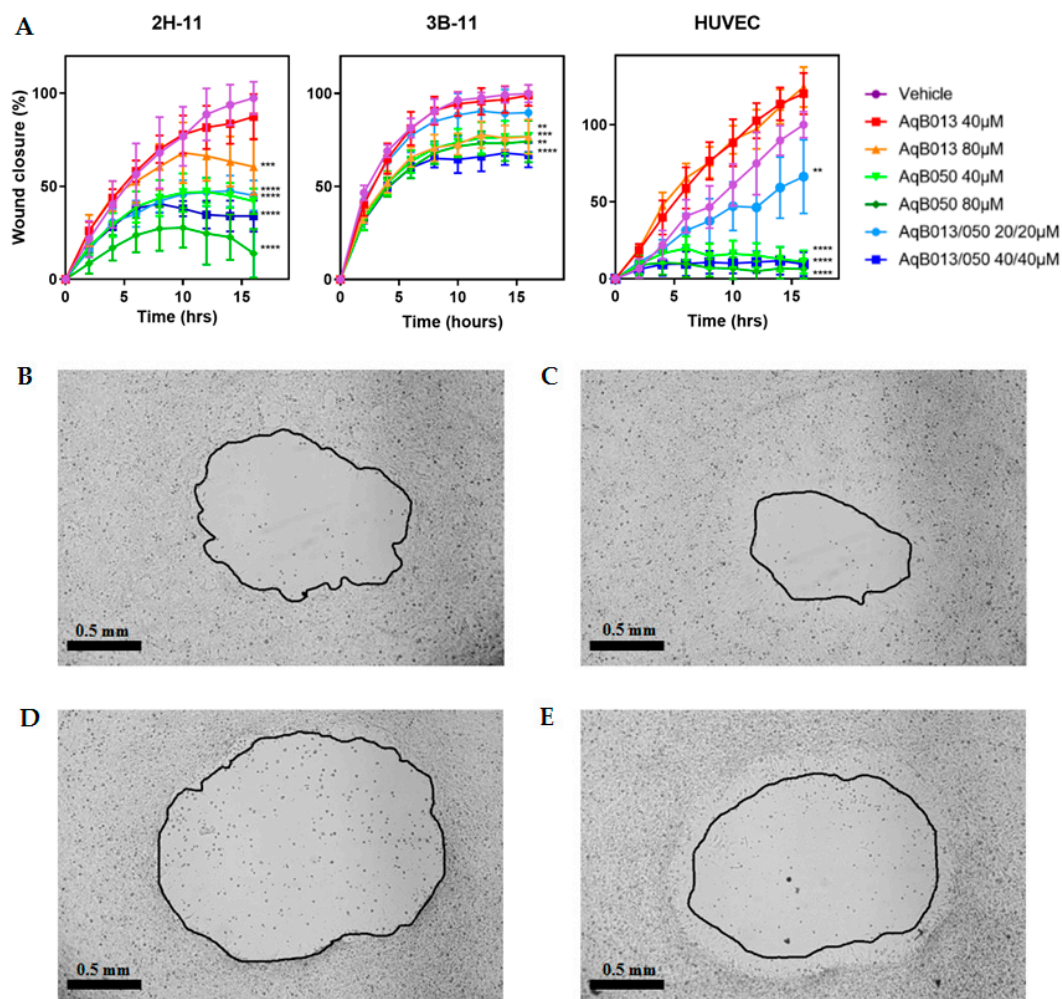 A
2H-11
3B-11
HUVEC
Wound closure (%)
100
50
0
0
5
10
15
Time (hrs)
***
****
****
****
****
100
50
0
0
5
10
15
Time (hours)
**
***
**
****
100
50
0
0
5
10
15
Time (hrs)
**
****
****
****
Vehicle
AqB013 40µM
AqB013 80µM
AqB050 40µM
AqB050 80µM
AqB013/050 20/20µM
AqB013/050 40/40µM
B
0.5 mm
C
0.5 mm
D
0.5 mm
E
0.5 mm